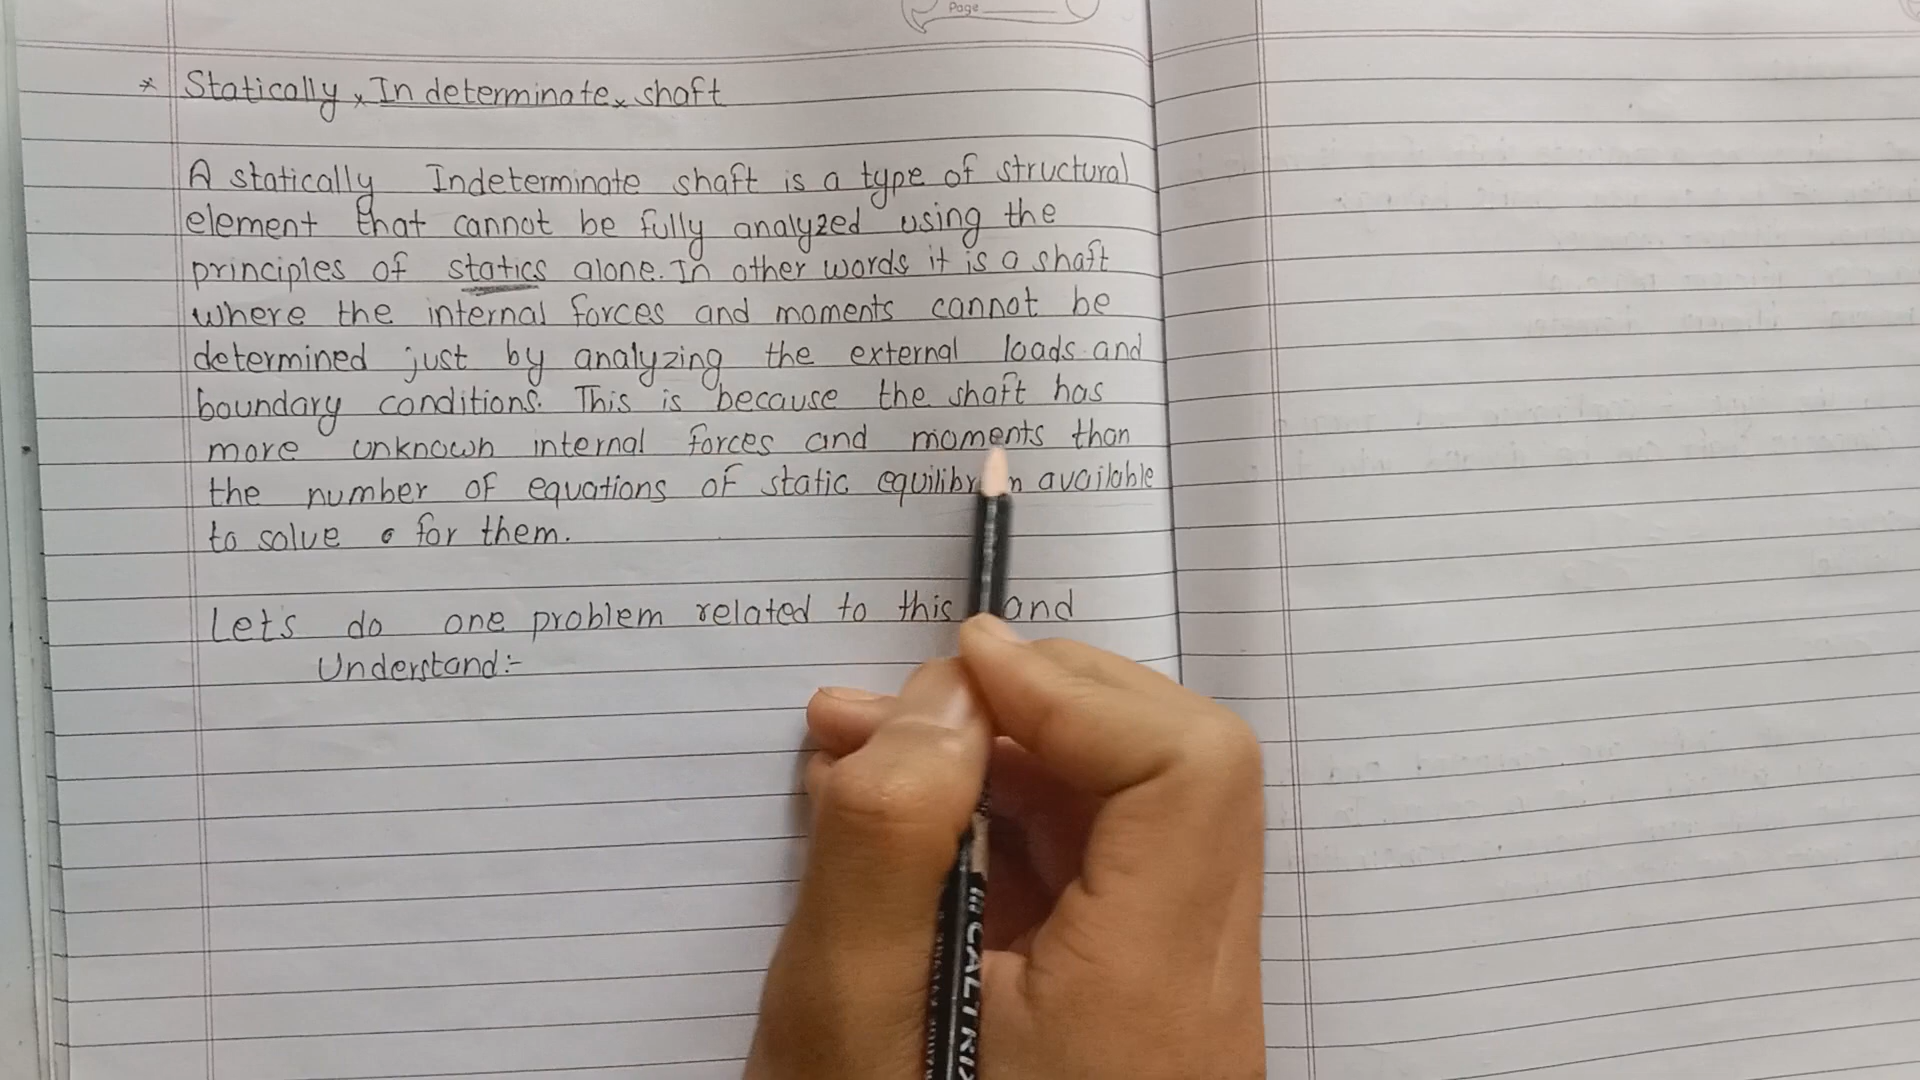 Page
* Statically Indeterminate shaft
A statically Indeterminate shaft is a type of structural
element that cannot be fully analyzed using the
principles of statics alone. In other words it is a shaft
where the internal forces and moments cannot be
determined just by analyzing the external loads and
boundary conditions. This is because the shaft has
more unknown internal forces and moments than
the number of equations of static available
to solve for them.
Lets do one problem related to this and
Understand:-